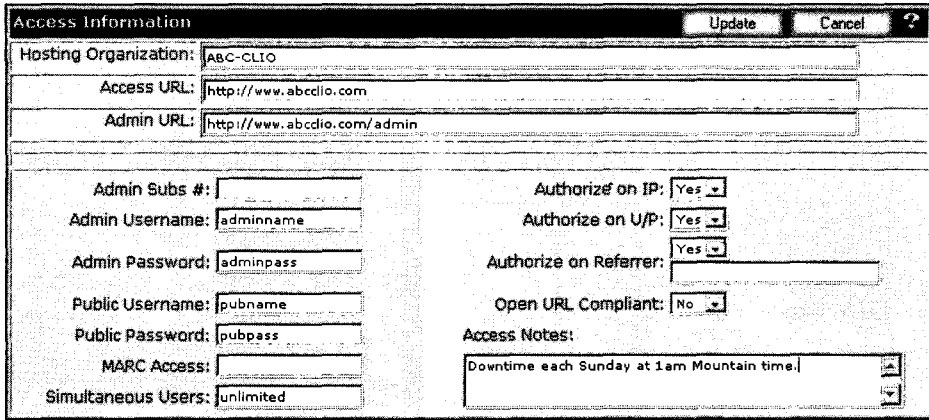 Access Information Update Cancel ?
Hosting Organization: ABC-CLIO
Access URL: http://www.abcclio.com
Admin URL: http://www.abcclio.com/admin
Admin Subs #:
Admin Username: adminname
Admin Password: adminpass
Public Username: pubname
Public Password: pubpass
MARC Access:
Simultaneous Users: unlimited
Authorize on IP: Yes
Authorize on U/P: Yes
Authorize on Referrer: Yes
Open URL Compliant: No
Access Notes:
Downtime each Sunday at 1am Mountain time.